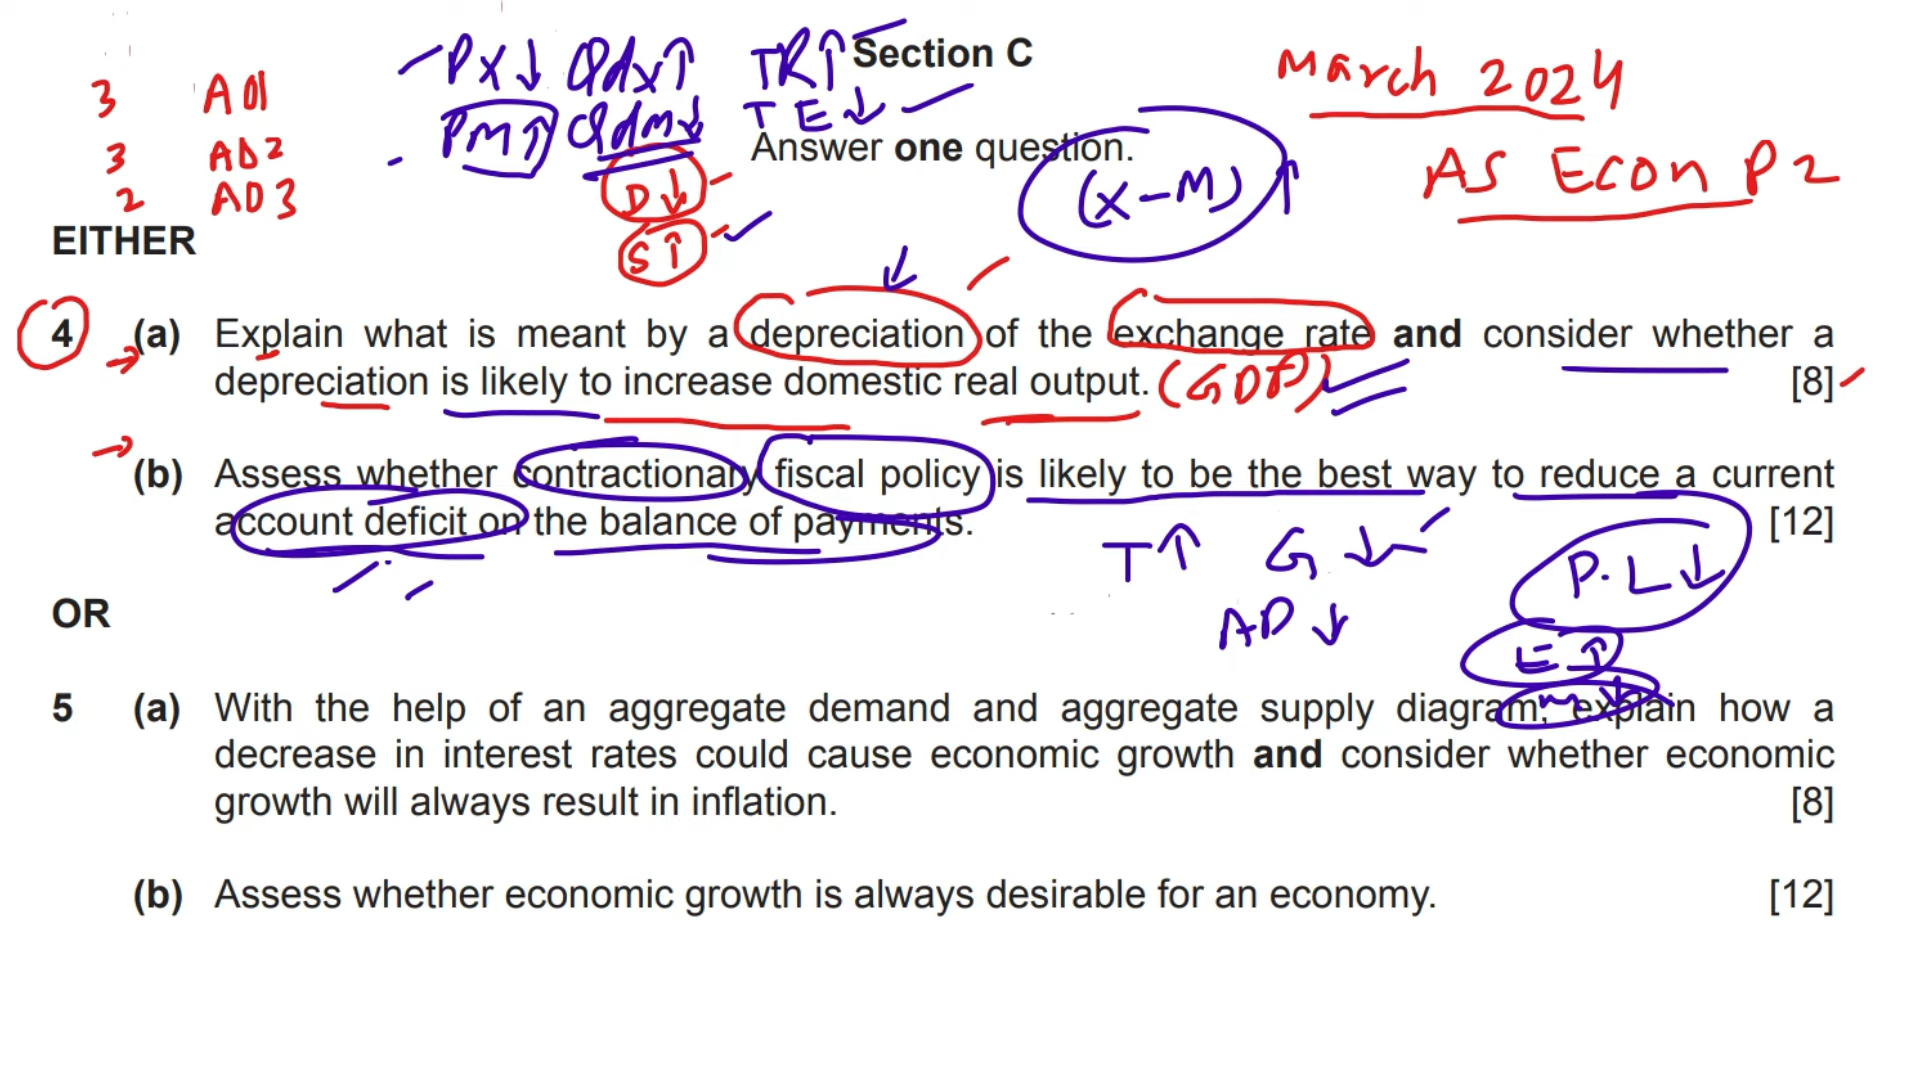 PX↓ Qdx↑ TR↑ Section C
March 2024
3 A01
PM↑ Qdm↓ TE↓
Answer one question.
3 A02
(X-M)↑
AS Econ P2
2 A03
D↓
S↑
EITHER
4 (a) Explain what is meant by a depreciation of the exchange rate and consider whether a
depreciation is likely to increase domestic real output. (GDP) [8]
(b) Assess whether contractionary fiscal policy is likely to be the best way to reduce a current
account deficit on the balance of payments. [12]
T↑ G↓
P.L↓
OR
AD↓
E↑
m↓
5 (a) With the help of an aggregate demand and aggregate supply diagram, explain how a
decrease in interest rates could cause economic growth and consider whether economic
growth will always result in inflation. [8]
(b) Assess whether economic growth is always desirable for an economy. [12]